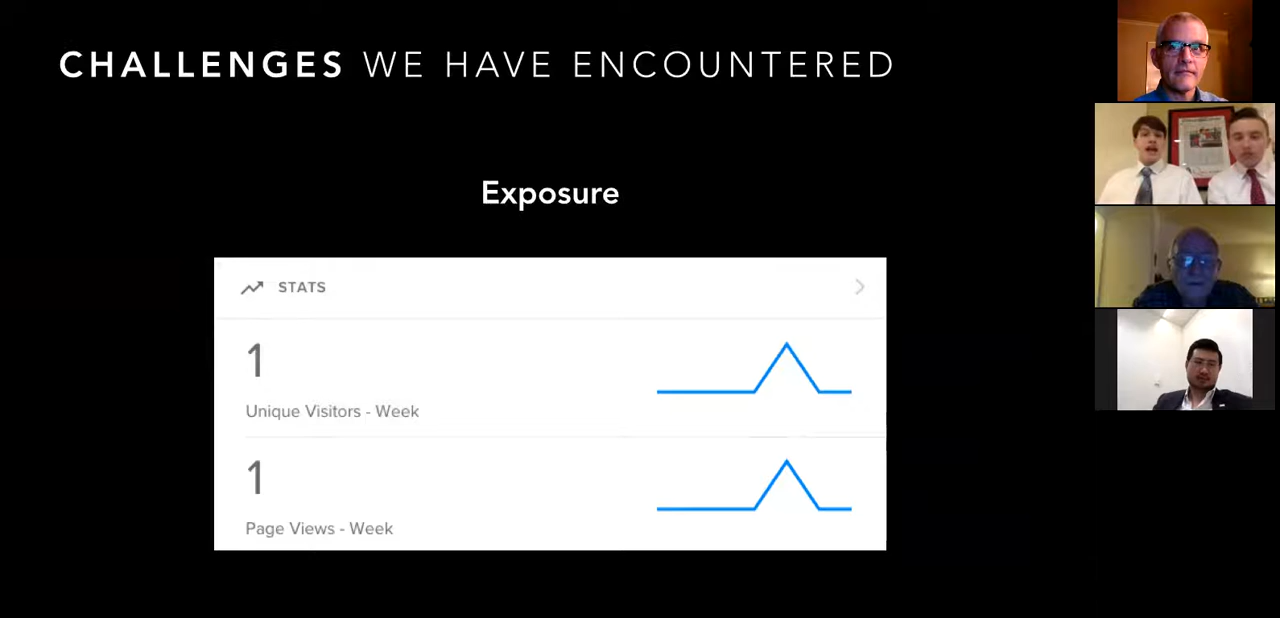 CHALLENGES WE HAVE ENCOUNTERED
Exposure
STATS
1
Unique Visitors - Week
1
Page Views - Week